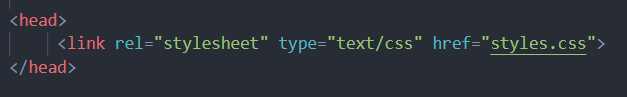 <head>
<link rel="stylesheet" type="text/css" href="styles.css">
</head>